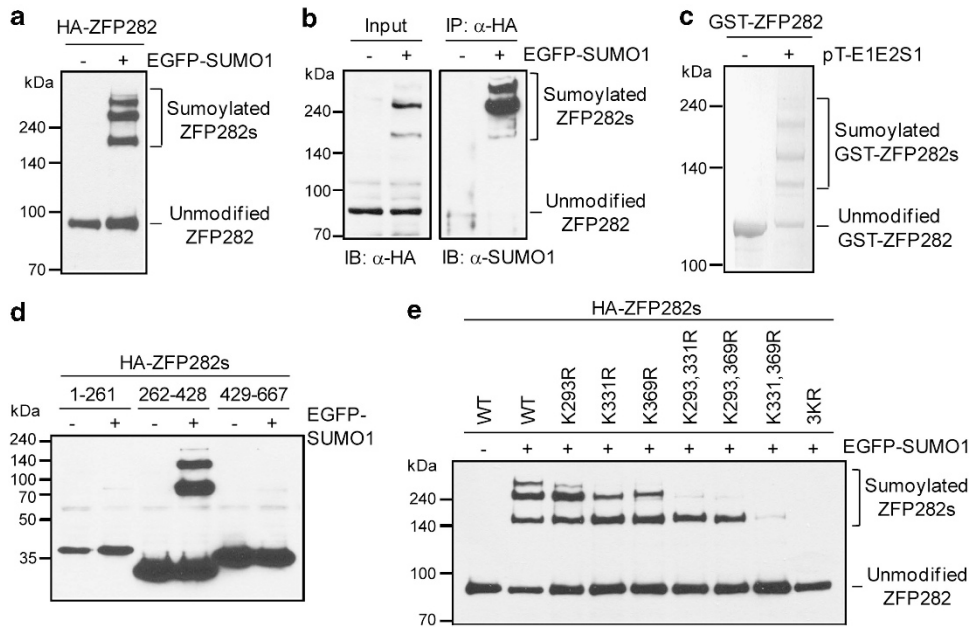 a
HA-ZFP282
- + EGFP-SUMO1
kDa
240
140
100
70
Sumoylated
ZFP282s
Unmodified
ZFP282
b
Input IP: α-HA
- + - + EGFP-SUMO1
kDa
240
140
100
70
Sumoylated
ZFP282s
Unmodified
ZFP282
IB: α-HA IB: α-SUMO1
c
GST-ZFP282
- + pT-E1E2S1
kDa
240
140
100
Sumoylated
GST-ZFP282s
Unmodified
GST-ZFP282
d
HA-ZFP282s
1-261 262-428 429-667
kDa
- + - + - + EGFP-
SUMO1
240
140
100
70
50
35
e
HA-ZFP282s
WT WT K293R K331R K369R K293,331R K293,369R K331,369R 3KR
- + + + + + + + + EGFP-SUMO1
kDa
240
140
100
70
Sumoylated
ZFP282s
Unmodified
ZFP282